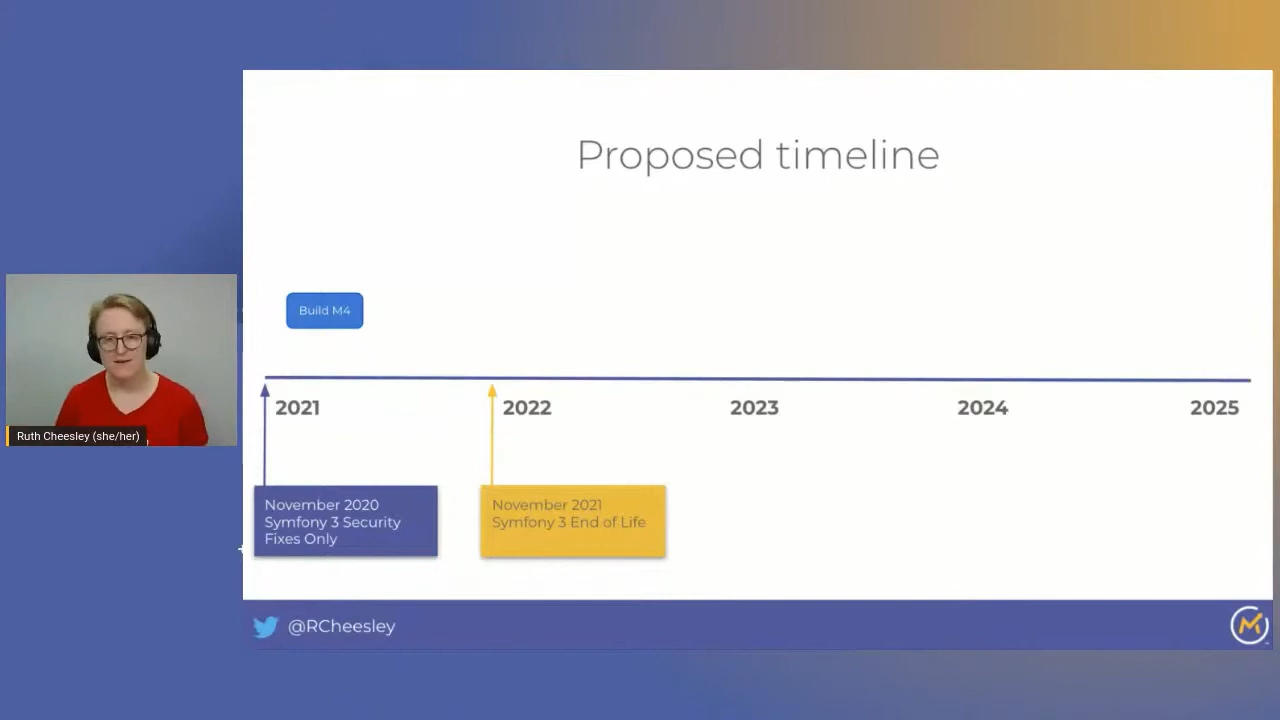 Proposed timeline
Build M4
2021
2022
2023
2024
2025
November 2020
Symfony 3 Security
Fixes Only
November 2021
Symfony 3 End of Life
Ruth Cheesley (she/her)
@RCheesley